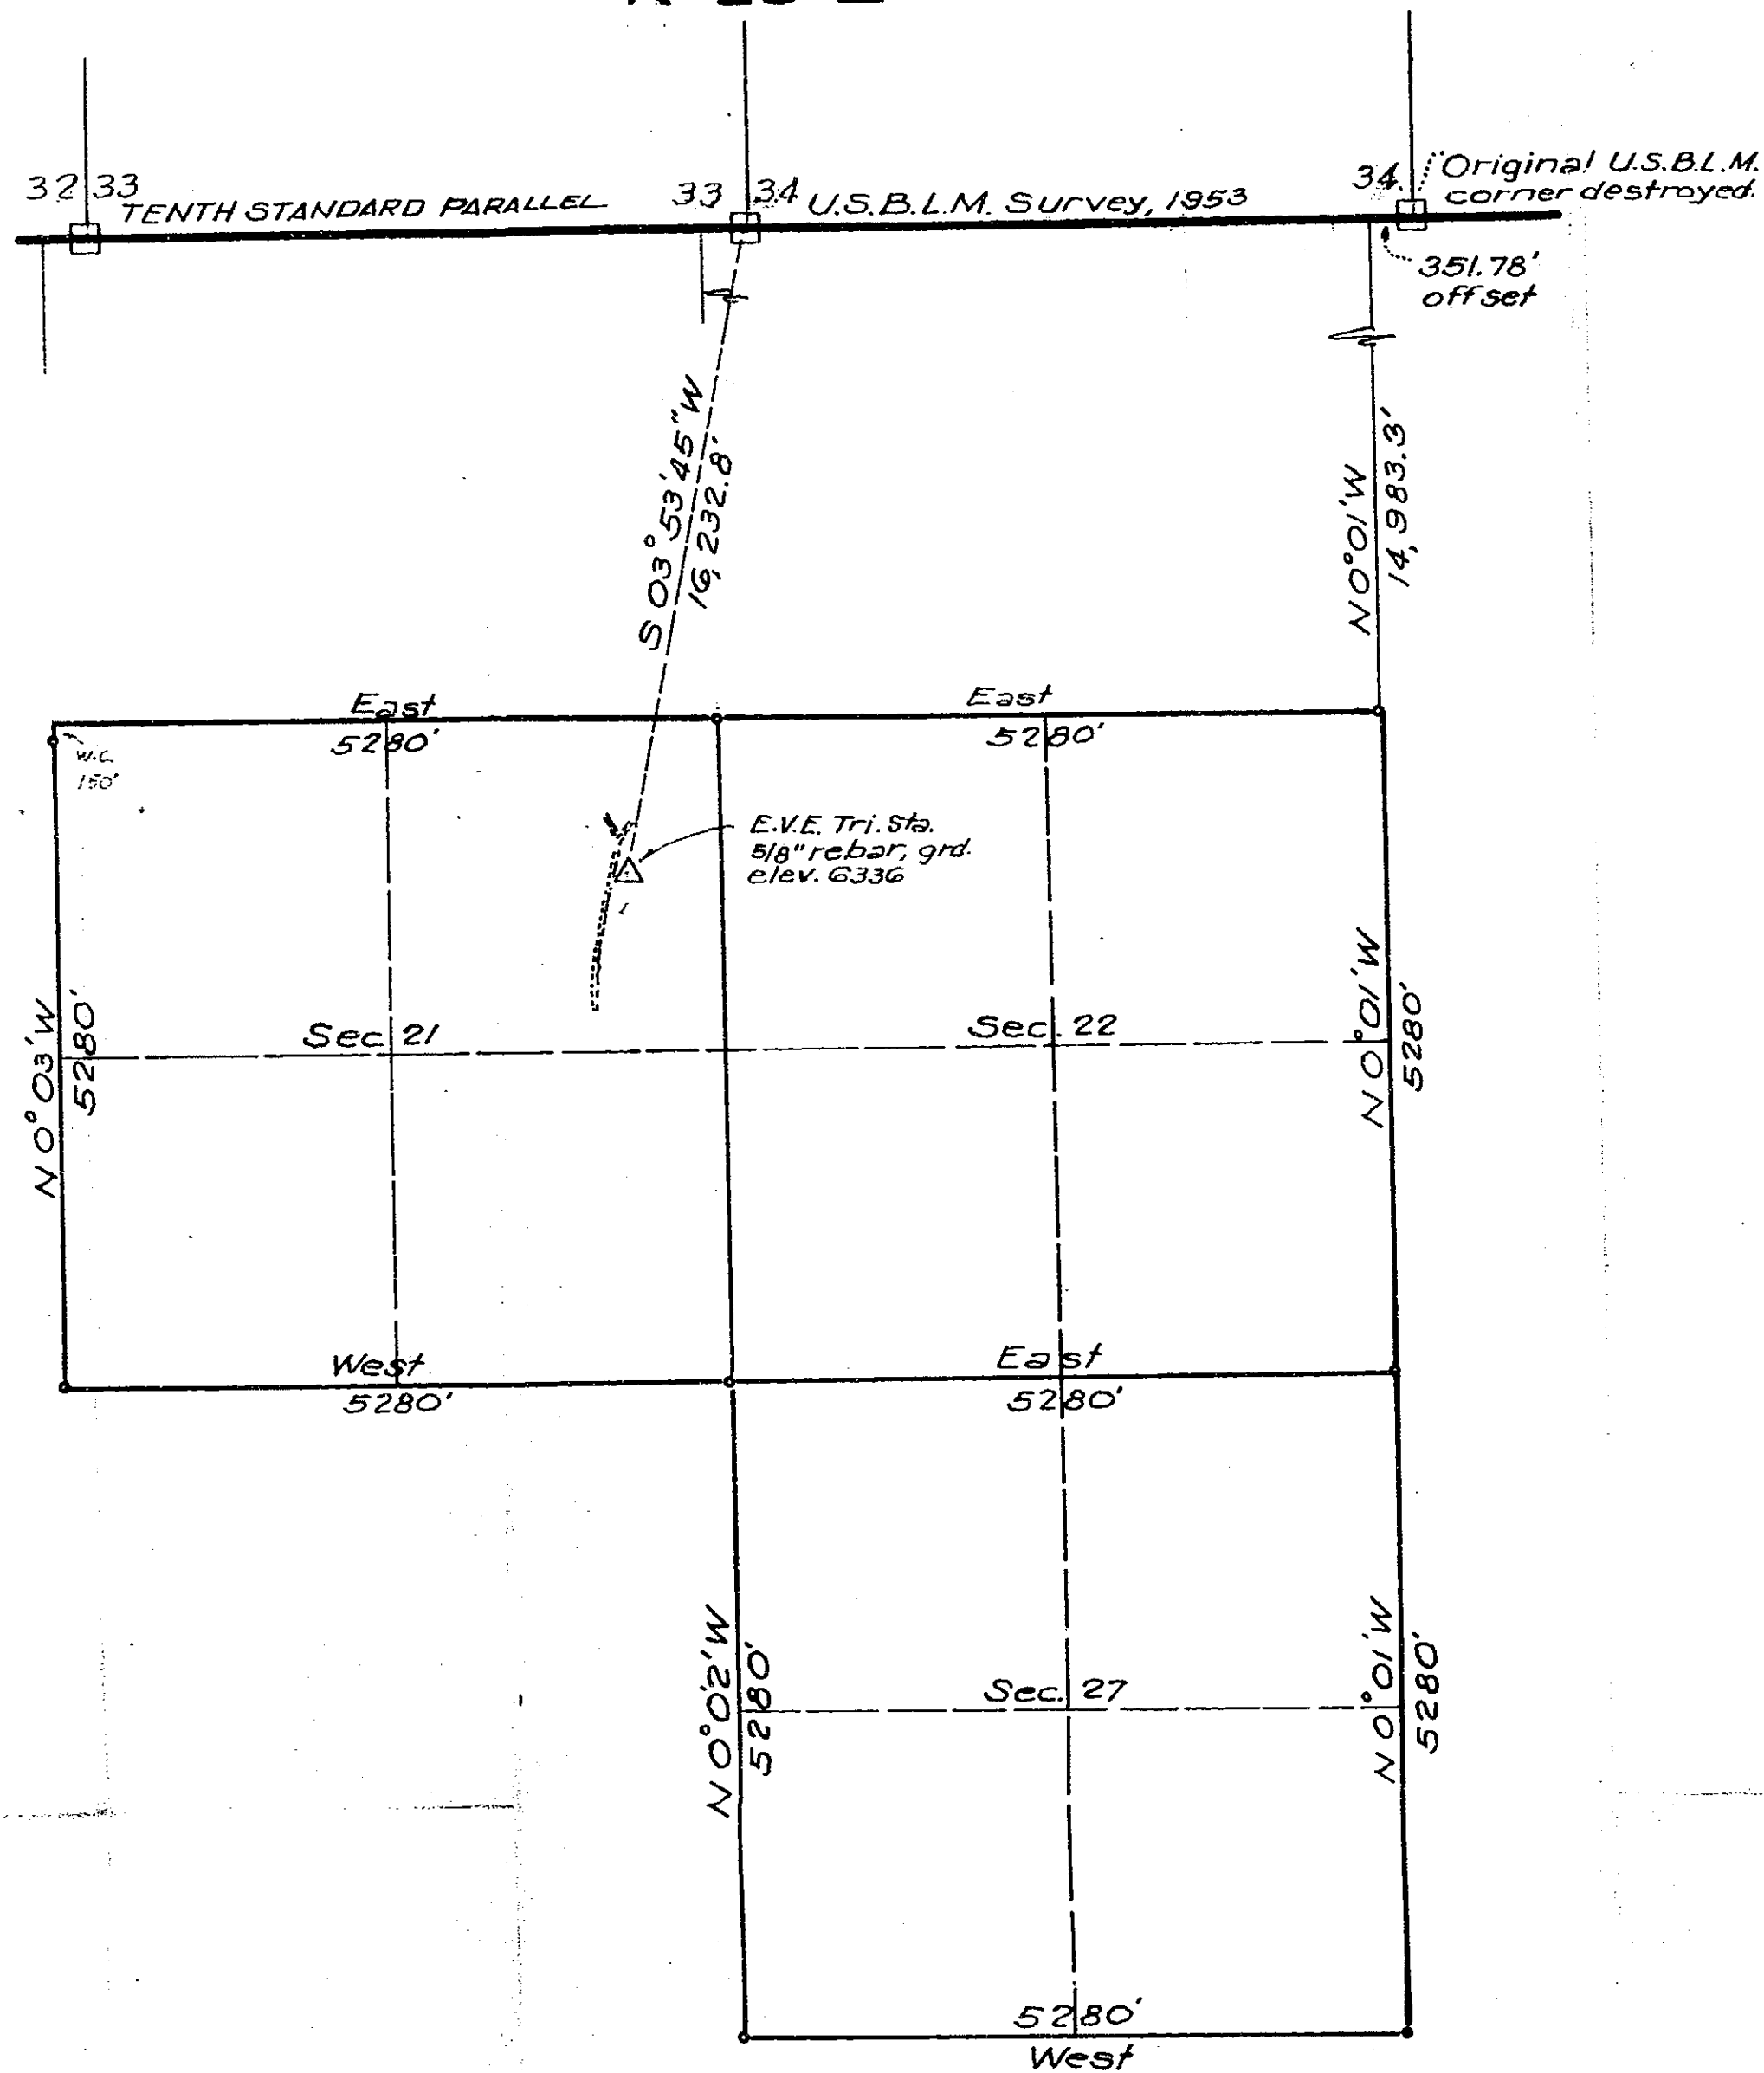 32 33
TENTH STANDARD PARALLEL
33 34
U.S.B.L.M. Survey, 1953
34
Original U.S.B.L.M.
corner destroyed.
351.78'
offset
S 03° 53' 45" W
16,232.8'
N 0° 01' W
14,983.3'
East
5280'
East
5280'
W.C.
150'
E.V.E. Tri. Sta.
5/8" rebar, grd.
elev. 6336
N 0° 03' W
5280'
Sec. 21
Sec. 22
N 0° 01' W
5280'
West
5280'
East
5280'
N 0° 02' W
5280'
Sec. 27
N 0° 01' W
5280'
5280'
West